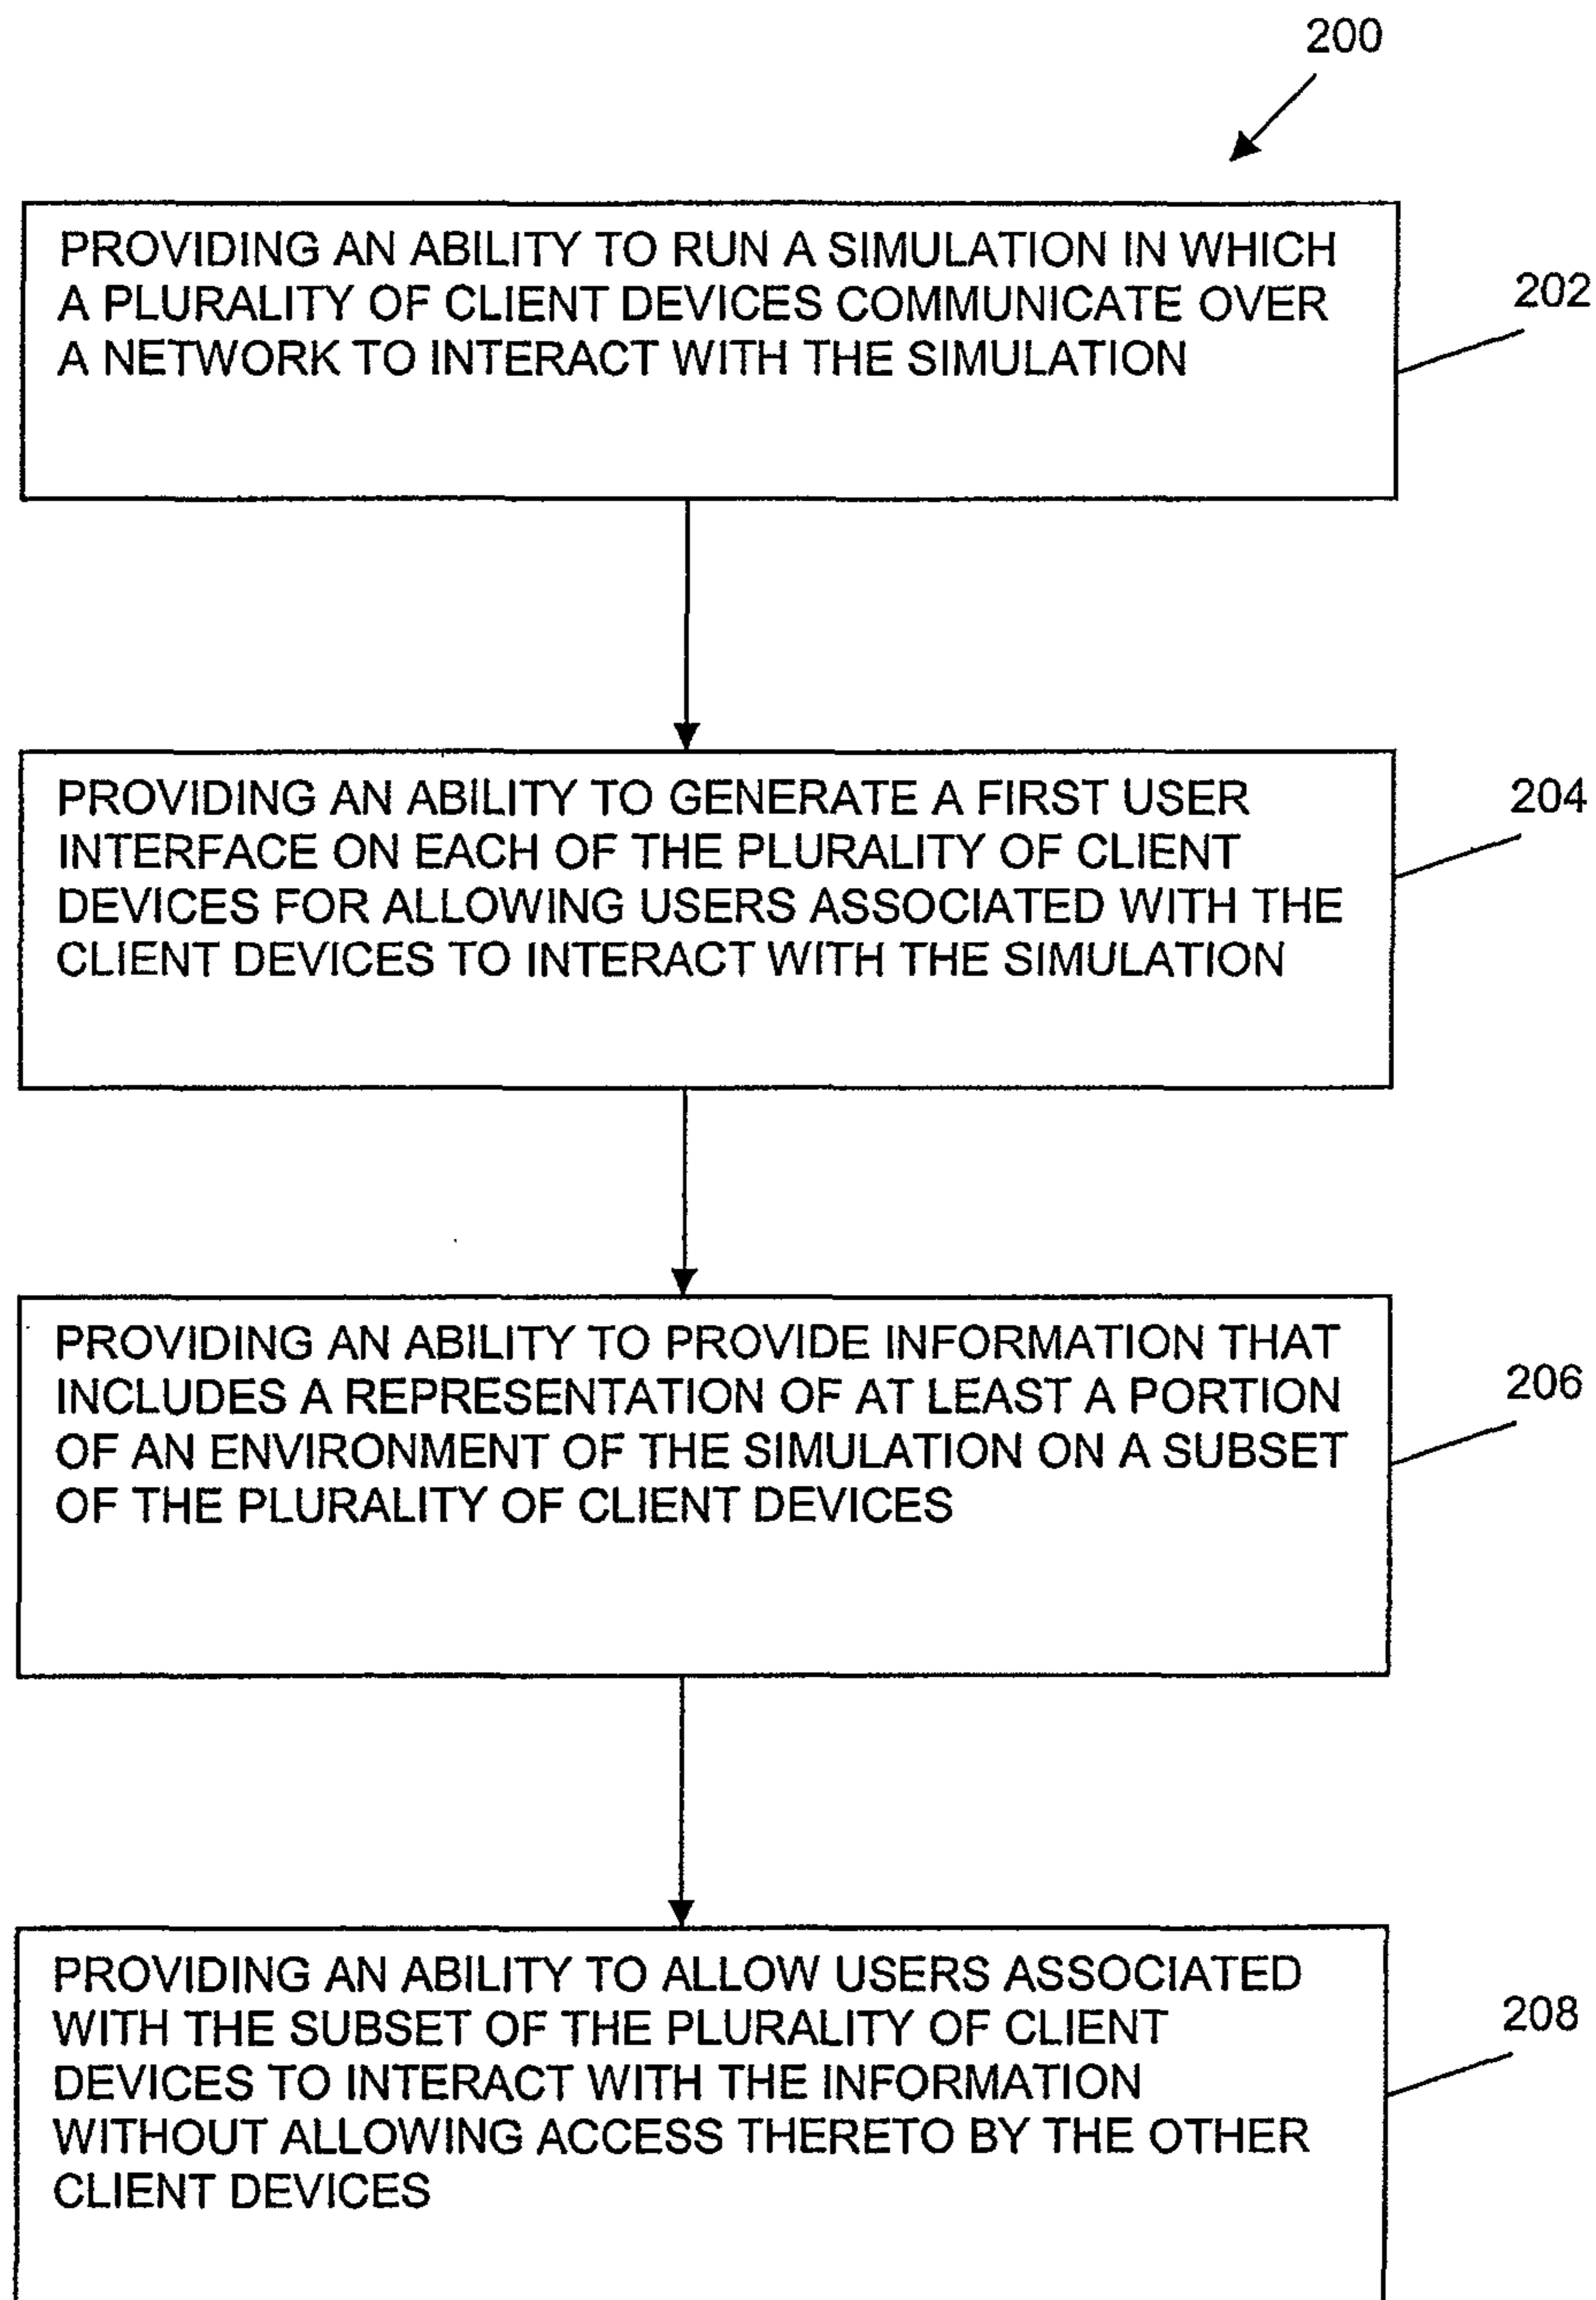 200
PROVIDING AN ABILITY TO RUN A SIMULATION IN WHICH
A PLURALITY OF CLIENT DEVICES COMMUNICATE OVER
A NETWORK TO INTERACT WITH THE SIMULATION
202
PROVIDING AN ABILITY TO GENERATE A FIRST USER
INTERFACE ON EACH OF THE PLURALITY OF CLIENT
DEVICES FOR ALLOWING USERS ASSOCIATED WITH THE
CLIENT DEVICES TO INTERACT WITH THE SIMULATION
204
PROVIDING AN ABILITY TO PROVIDE INFORMATION THAT
INCLUDES A REPRESENTATION OF AT LEAST A PORTION
OF AN ENVIRONMENT OF THE SIMULATION ON A SUBSET
OF THE PLURALITY OF CLIENT DEVICES
206
PROVIDING AN ABILITY TO ALLOW USERS ASSOCIATED
WITH THE SUBSET OF THE PLURALITY OF CLIENT
DEVICES TO INTERACT WITH THE INFORMATION
WITHOUT ALLOWING ACCESS THERETO BY THE OTHER
CLIENT DEVICES
208